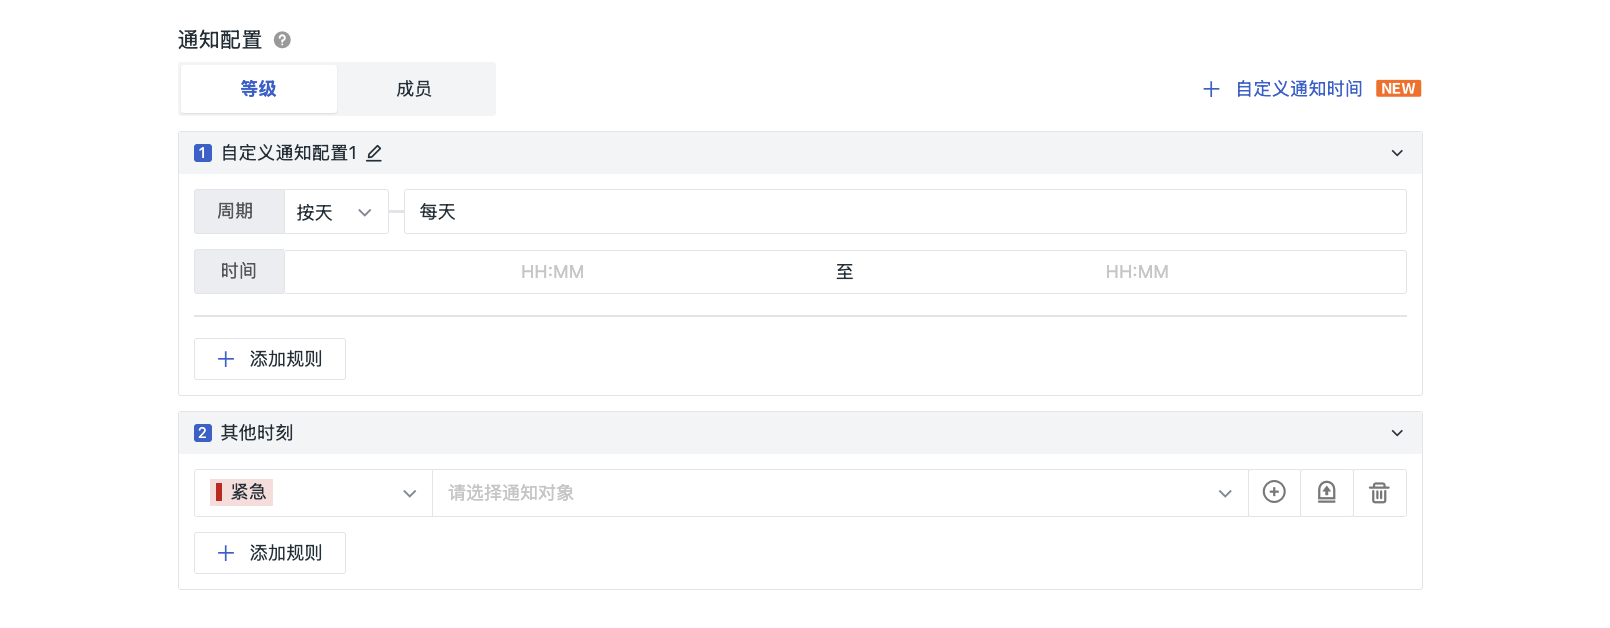 通知配置 ?
等级 成员 + 自定义通知时间 NEW
1 自定义通知配置1
周期 按天 每天
时间 HH:MM 至 HH:MM
+ 添加规则
2 其他时刻
紧急 请选择通知对象
+ 添加规则